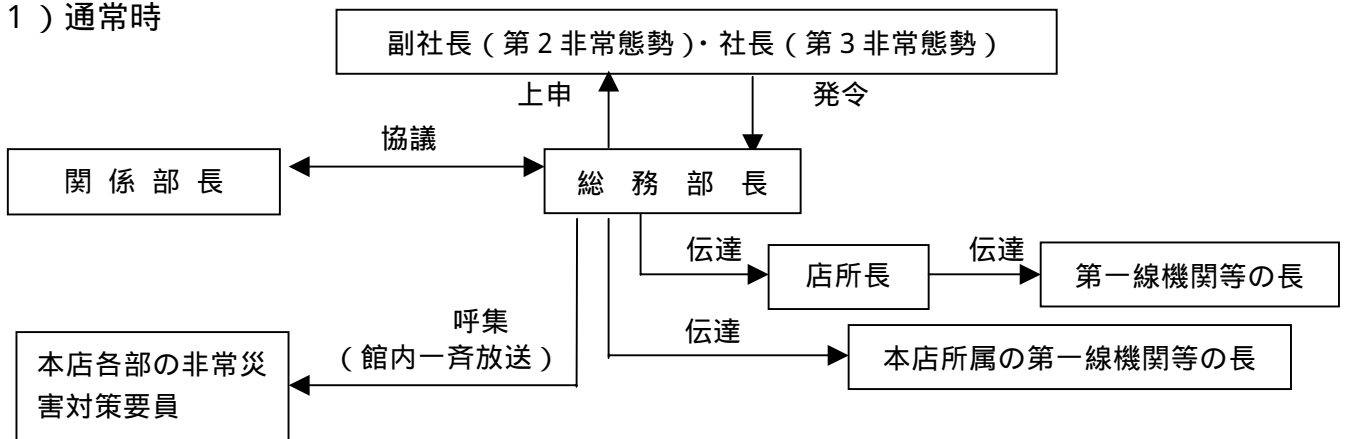 1)通常時
副社長(第2非常態勢)・社長(第3非常態勢)
上申
発令
協議
関係部長
総務部長
伝達
伝達
店所長
第一線機関等の長
呼集
(館内一斉放送)
伝達
本店各部の非常災
害対策要員
本店所属の第一線機関等の長